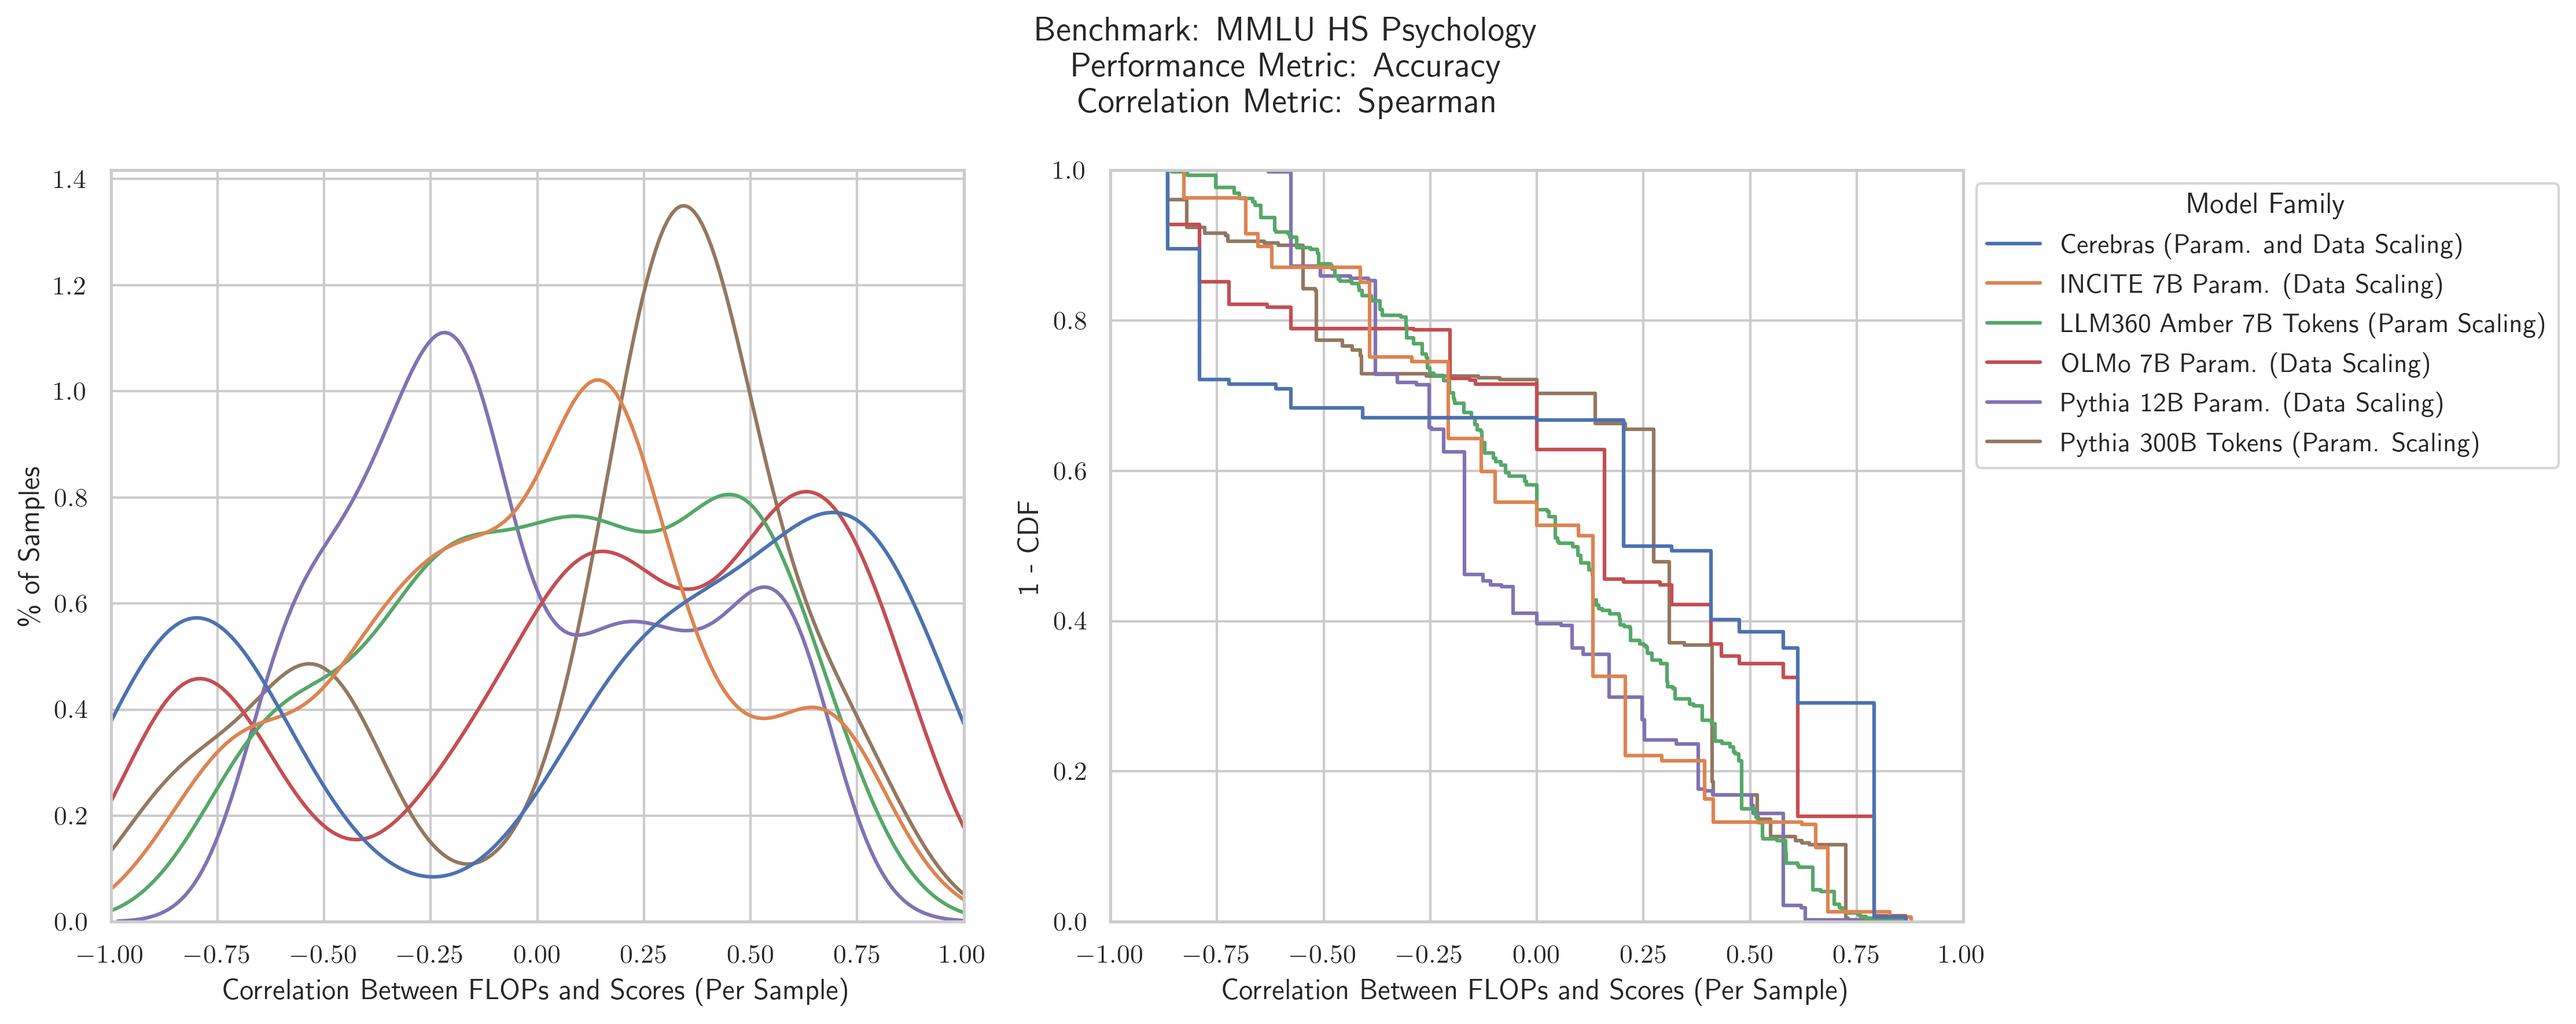 Benchmark: MMLU HS Psychology
Performance Metric: Accuracy
Correlation Metric: Spearman
% of Samples
1.4
1.2
1.0
0.8
0.6
0.4
0.2
0.0
−1.00 −0.75 −0.50 −0.25 0.00 0.25 0.50 0.75 1.00
Correlation Between FLOPs and Scores (Per Sample)
1 - CDF
1.0
0.8
0.6
0.4
0.2
0.0
−1.00 −0.75 −0.50 −0.25 0.00 0.25 0.50 0.75 1.00
Correlation Between FLOPs and Scores (Per Sample)
Model Family
Cerebras (Param. and Data Scaling)
INCITE 7B Param. (Data Scaling)
LLM360 Amber 7B Tokens (Param Scaling)
OLMo 7B Param. (Data Scaling)
Pythia 12B Param. (Data Scaling)
Pythia 300B Tokens (Param. Scaling)